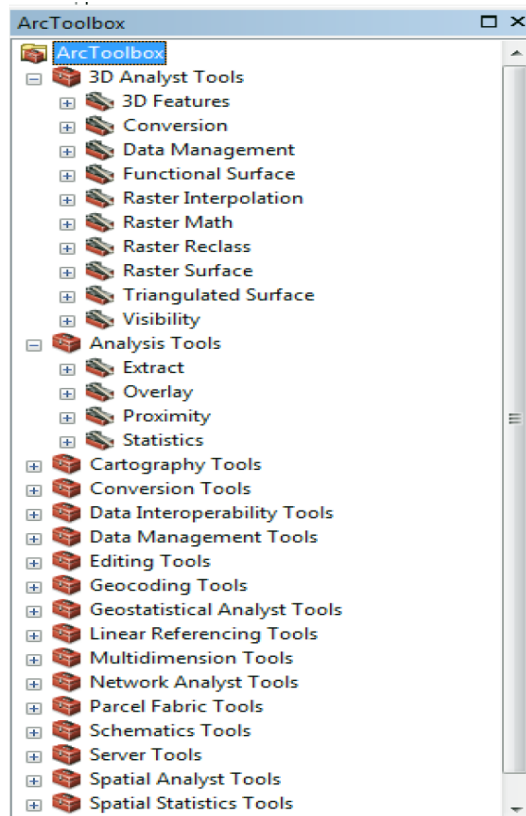 ArcToolbox
ArcToolbox
3D Analyst Tools
3D Features
Conversion
Data Management
Functional Surface
Raster Interpolation
Raster Math
Raster Reclass
Raster Surface
Triangulated Surface
Visibility
Analysis Tools
Extract
Overlay
Proximity
Statistics
Cartography Tools
Conversion Tools
Data Interoperability Tools
Data Management Tools
Editing Tools
Geocoding Tools
Geostatistical Analyst Tools
Linear Referencing Tools
Multidimension Tools
Network Analyst Tools
Parcel Fabric Tools
Schematics Tools
Server Tools
Spatial Analyst Tools
Spatial Statistics Tools